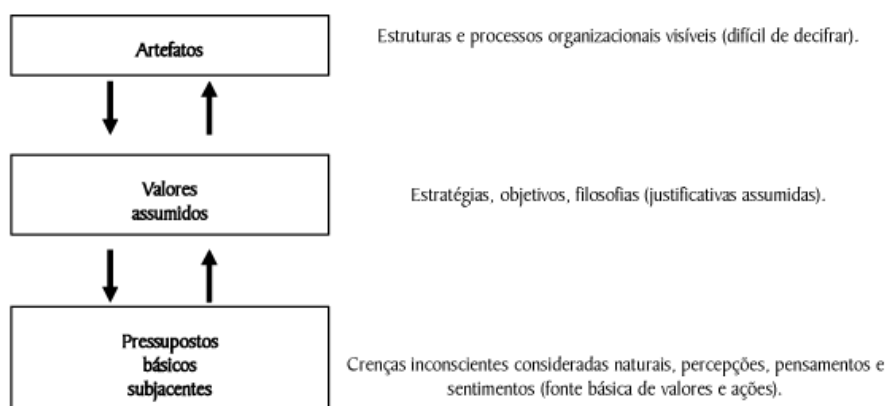 Artefatos
Estruturas e processos organizacionais visíveis (difícil de decifrar).
Valores
assumidos
Estratégias, objetivos, filosofias (justificativas assumidas).
Pressupostos
básicos
subjacentes
Crenças inconscientes consideradas naturais, percepções, pensamentos e
sentimentos (fonte básica de valores e ações).